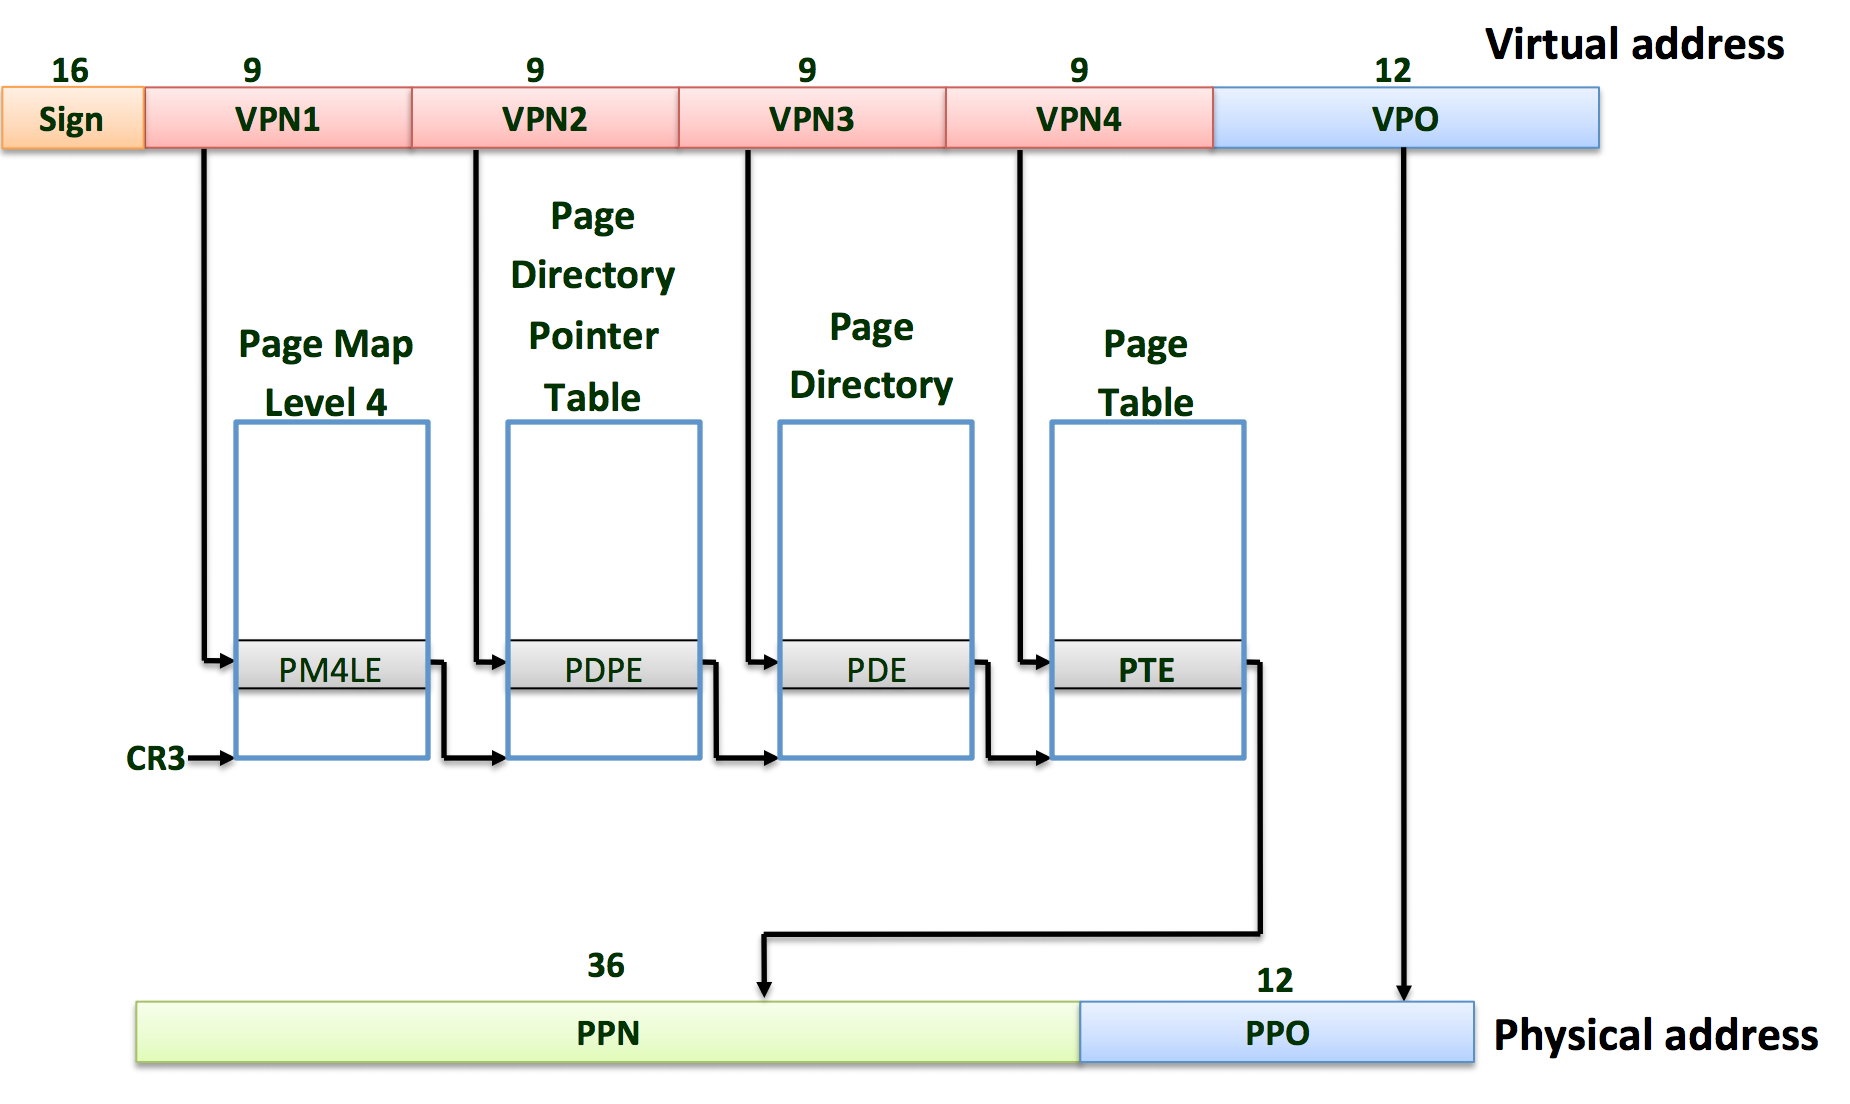 Virtual address
16 9 9 9 9 12
Sign VPN1 VPN2 VPN3 VPN4 VPO
Page Map
Level 4
Page
Directory
Pointer
Table
Page
Directory
Page
Table
PM4LE PDPE PDE PTE
CR3
36 12
PPN PPO
Physical address